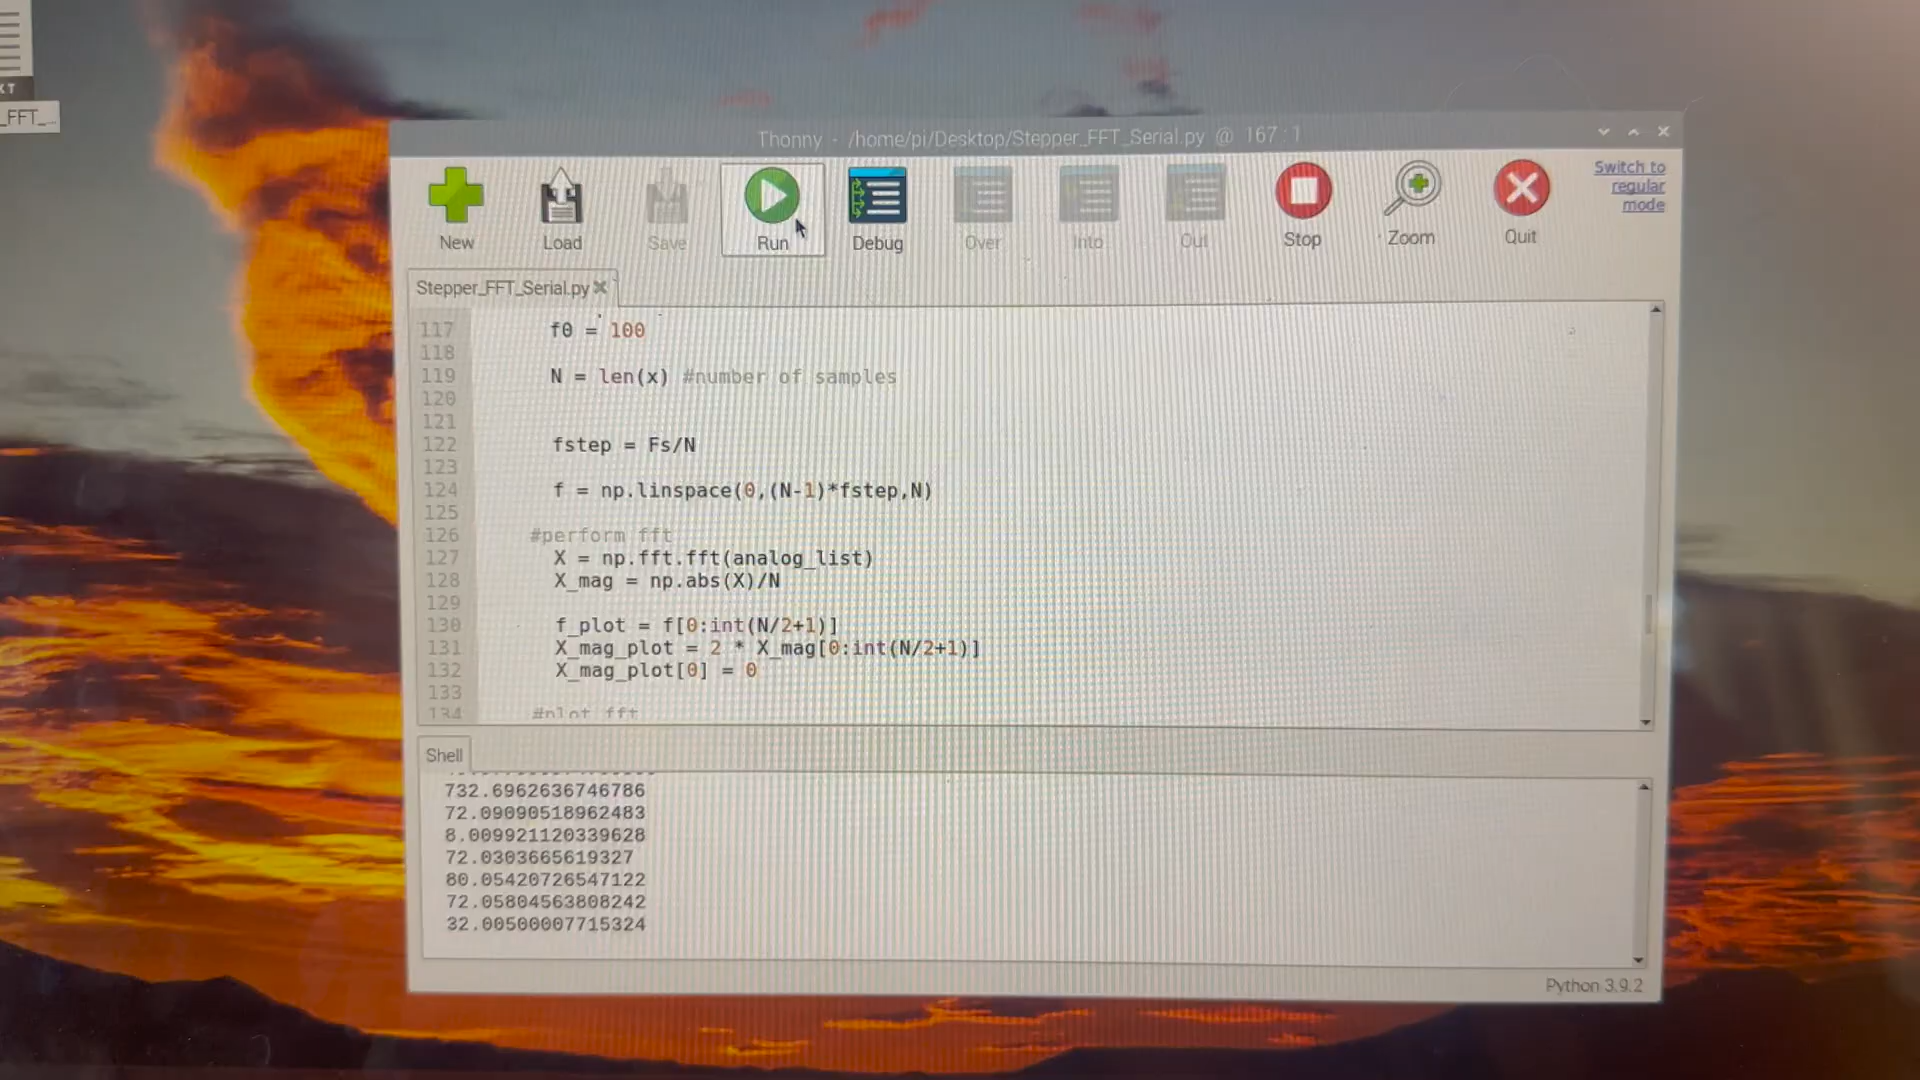 XT
_FFT_...
Thonny - /home/pi/Desktop/Stepper_FFT_Serial.py @ 167 : 1
New
Load
Save
Run
Debug
Over
Into
Out
Stop
Zoom
Quit
Switch to
regular
mode
Stepper_FFT_Serial.py
117 f0 = 100
118
119 N = len(x) #number of samples
120
121
122 fstep = Fs/N
123
124 f = np.linspace(0,(N-1)*fstep,N)
125
126 #perform fft
127 X = np.fft.fft(analog_list)
128 X_mag = np.abs(X)/N
129
130 f_plot = f[0:int(N/2+1)]
131 X_mag_plot = 2 * X_mag[0:int(N/2+1)]
132 X_mag_plot[0] = 0
133
134 #plot fft
Shell
732.6962636746786
72.09090518962483
8.009921120339628
72.0303665619327
80.05420726547122
72.05804563808242
32.00500007715324
Python 3.9.2